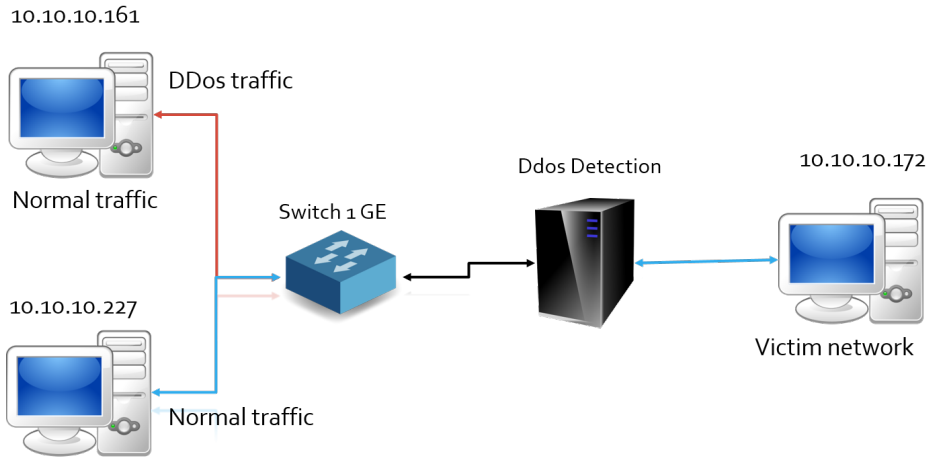 10.10.10.161
DDos traffic
Normal traffic
Switch 1 GE
Ddos Detection
10.10.10.172
10.10.10.227
Victim network
Normal traffic